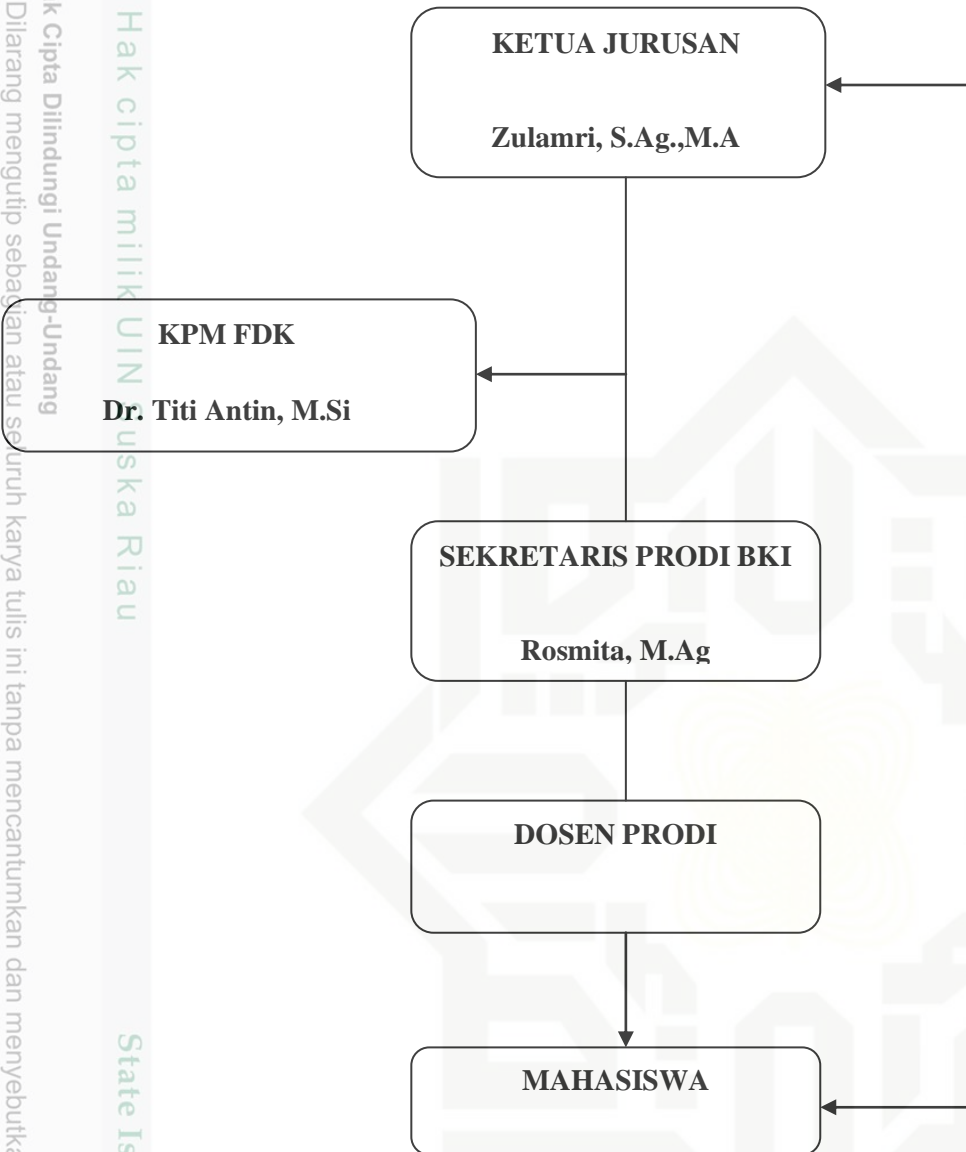 KETUA JURUSAN
Zulamri, S.Ag.,M.A
KPM FDK
Dr. Titi Antin, M.Si
SEKRETARIS PRODI BKI
Rosmita, M.Ag
DOSEN PRODI
MAHASISWA
Hak cipta milik UIN Suska Riau
State Is
k Cipta Dilindungi Undang-Undang
Dilarang mengutip sebagian atau seluruh karya tulis ini tanpa mencantumkan dan menyebutka